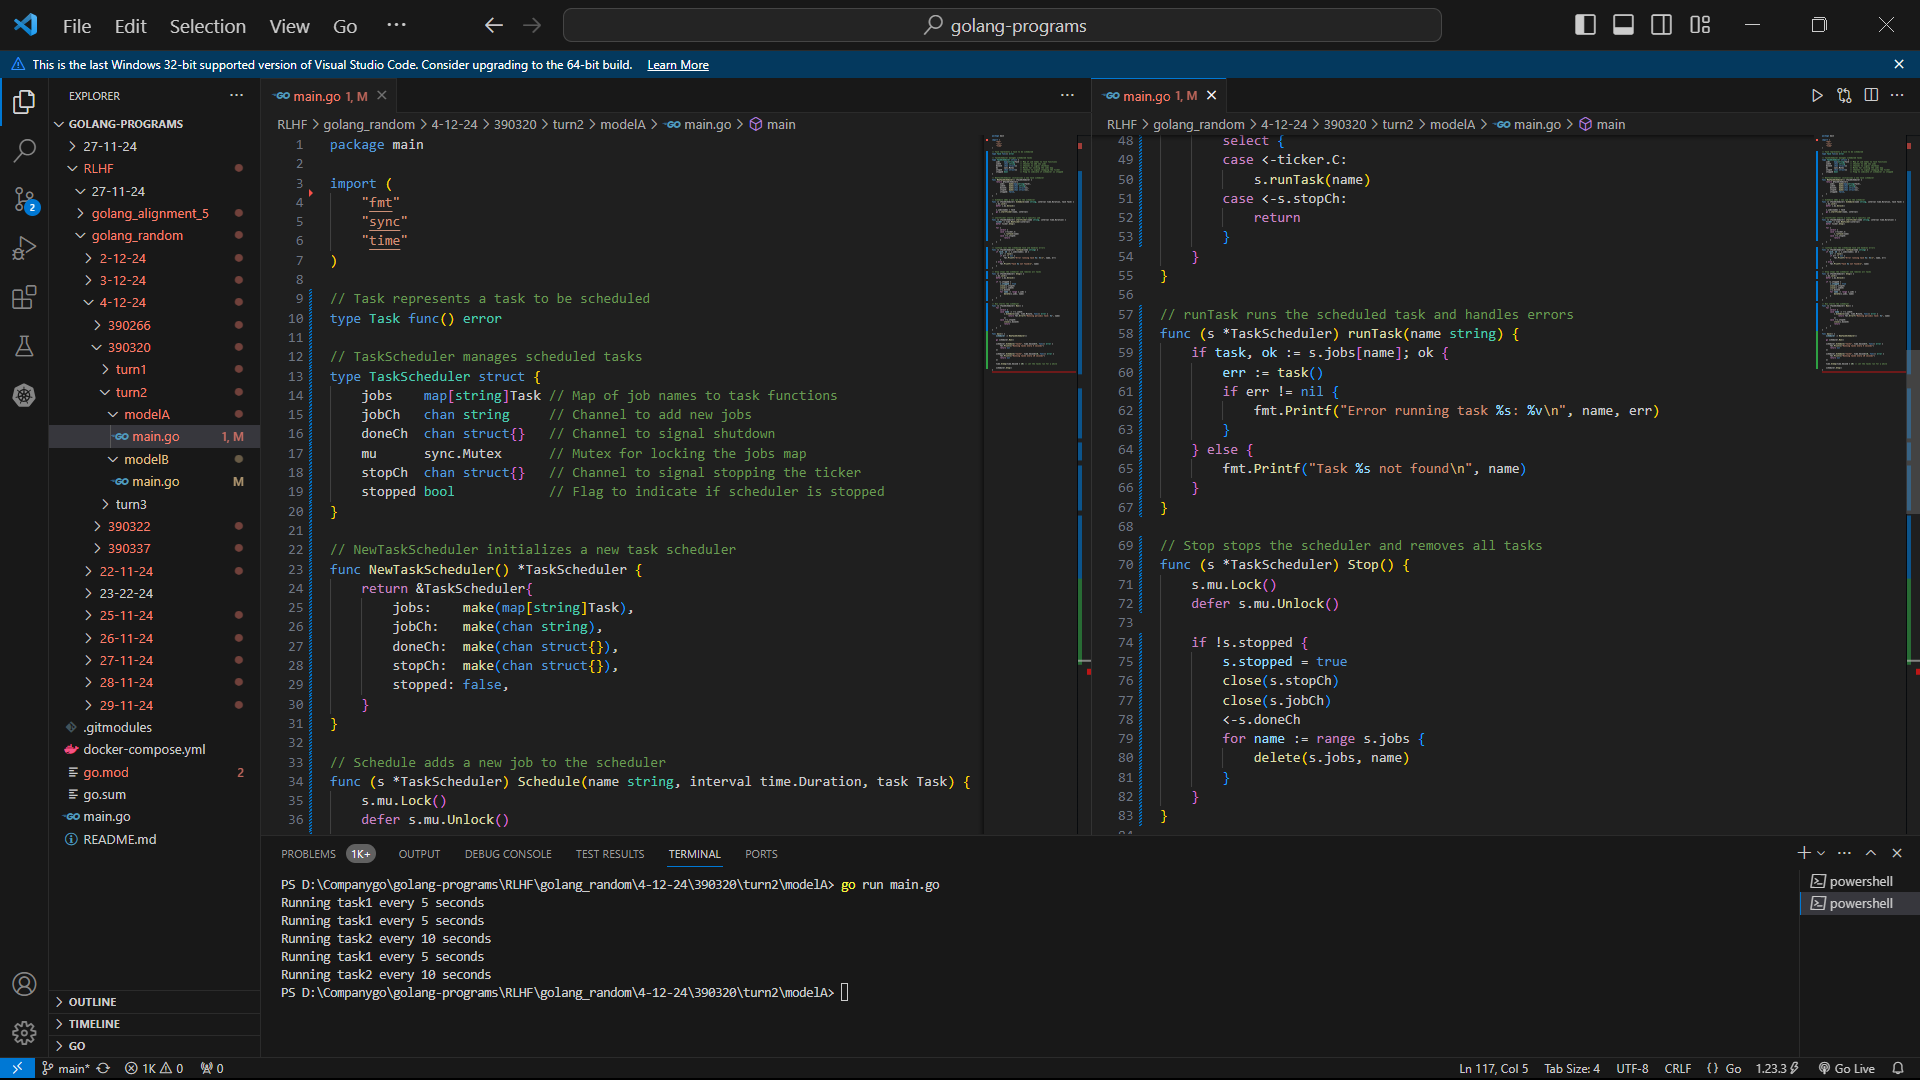 File Edit Selection View Go ···
golang-programs
This is the last Windows 32-bit supported version of Visual Studio Code. Consider upgrading to the 64-bit build. Learn More
EXPLORER
GOLANG-PROGRAMS
27-11-24
RLHF
27-11-24
golang_alignment_5
golang_random
2-12-24
3-12-24
4-12-24
390266
390320
turn1
turn2
modelA
main.go 1, M
modelB
main.go M
turn3
390322
390337
22-11-24
23-22-24
25-11-24
26-11-24
27-11-24
28-11-24
29-11-24
.gitmodules
docker-compose.yml
go.mod 2
go.sum
main.go
README.md
OUTLINE
TIMELINE
GO
main.go 1, M
RLHF > golang_random > 4-12-24 > 390320 > turn2 > modelA > main.go > main
1 package main
2
3 import (
4     "fmt"
5     "sync"
6     "time"
7 )
8
9 // Task represents a task to be scheduled
10 type Task func() error
11
12 // TaskScheduler manages scheduled tasks
13 type TaskScheduler struct {
14     jobs    map[string]Task // Map of job names to task functions
15     jobCh   chan string     // Channel to add new jobs
16     doneCh  chan struct{}   // Channel to signal shutdown
17     mu      sync.Mutex      // Mutex for locking the jobs map
18     stopCh  chan struct{}   // Channel to signal stopping the ticker
19     stopped bool            // Flag to indicate if scheduler is stopped
20 }
21
22 // NewTaskScheduler initializes a new task scheduler
23 func NewTaskScheduler() *TaskScheduler {
24     return &TaskScheduler{
25         jobs:    make(map[string]Task),
26         jobCh:   make(chan string),
27         doneCh:  make(chan struct{}),
28         stopCh:  make(chan struct{}),
29         stopped: false,
30     }
31 }
32
33 // Schedule adds a new job to the scheduler
34 func (s *TaskScheduler) Schedule(name string, interval time.Duration, task Task) {
35     s.mu.Lock()
36     defer s.mu.Unlock()
main.go 1, M
RLHF > golang_random > 4-12-24 > 390320 > turn2 > modelA > main.go > main
48         select {
49         case <-ticker.C:
50             s.runTask(name)
51         case <-s.stopCh:
52             return
53         }
54     }
55 }
56
57 // runTask runs the scheduled task and handles errors
58 func (s *TaskScheduler) runTask(name string) {
59     if task, ok := s.jobs[name]; ok {
60         err := task()
61         if err != nil {
62             fmt.Printf("Error running task %s: %v\n", name, err)
63         }
64     } else {
65         fmt.Printf("Task %s not found\n", name)
66     }
67 }
68
69 // Stop stops the scheduler and removes all tasks
70 func (s *TaskScheduler) Stop() {
71     s.mu.Lock()
72     defer s.mu.Unlock()
73
74     if !s.stopped {
75         s.stopped = true
76         close(s.stopCh)
77         close(s.jobCh)
78         <-s.doneCh
79         for name := range s.jobs {
80             delete(s.jobs, name)
81         }
82     }
83 }
PROBLEMS 1K+ OUTPUT DEBUG CONSOLE TEST RESULTS TERMINAL PORTS
PS D:\Companygo\golang-programs\RLHF\golang_random\4-12-24\390320\turn2\modelA> go run main.go
Running task1 every 5 seconds
Running task1 every 5 seconds
Running task2 every 10 seconds
Running task1 every 5 seconds
Running task2 every 10 seconds
PS D:\Companygo\golang-programs\RLHF\golang_random\4-12-24\390320\turn2\modelA>
powershell
powershell
2
main* 1K 0 0
Ln 117, Col 5 Tab Size: 4 UTF-8 CRLF {} Go 1.23.3 Go Live